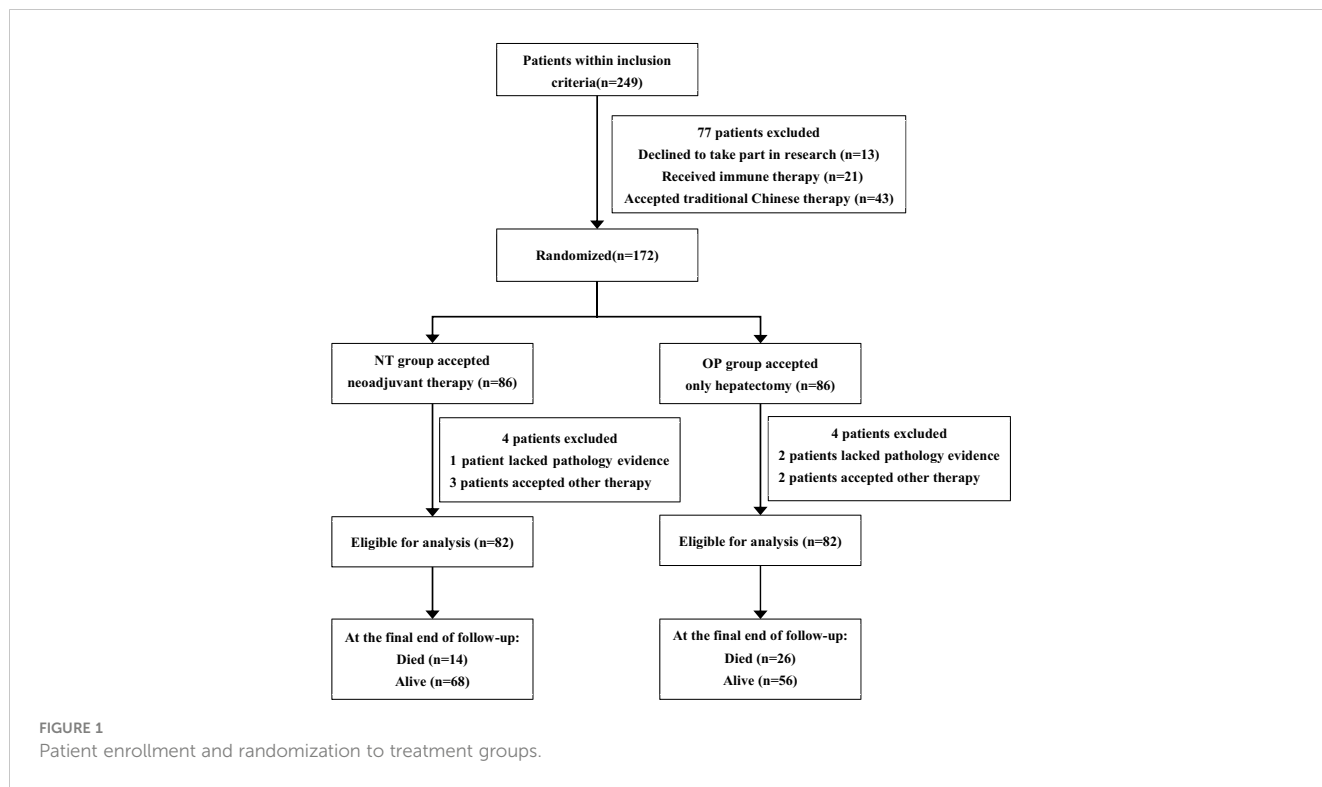 Patients within inclusion
criteria(n=249)
77 patients excluded
Declined to take part in research (n=13)
Received immune therapy (n=21)
Accepted traditional Chinese therapy (n=43)
Randomized(n=172)
NT group accepted
neoadjuvant therapy (n=86)
OP group accepted
only hepatectomy (n=86)
4 patients excluded
1 patient lacked pathology evidence
3 patients accepted other therapy
4 patients excluded
2 patients lacked pathology evidence
2 patients accepted other therapy
Eligible for analysis (n=82)
Eligible for analysis (n=82)
At the final end of follow-up:
Died (n=14)
Alive (n=68)
At the final end of follow-up:
Died (n=26)
Alive (n=56)
FIGURE 1
Patient enrollment and randomization to treatment groups.